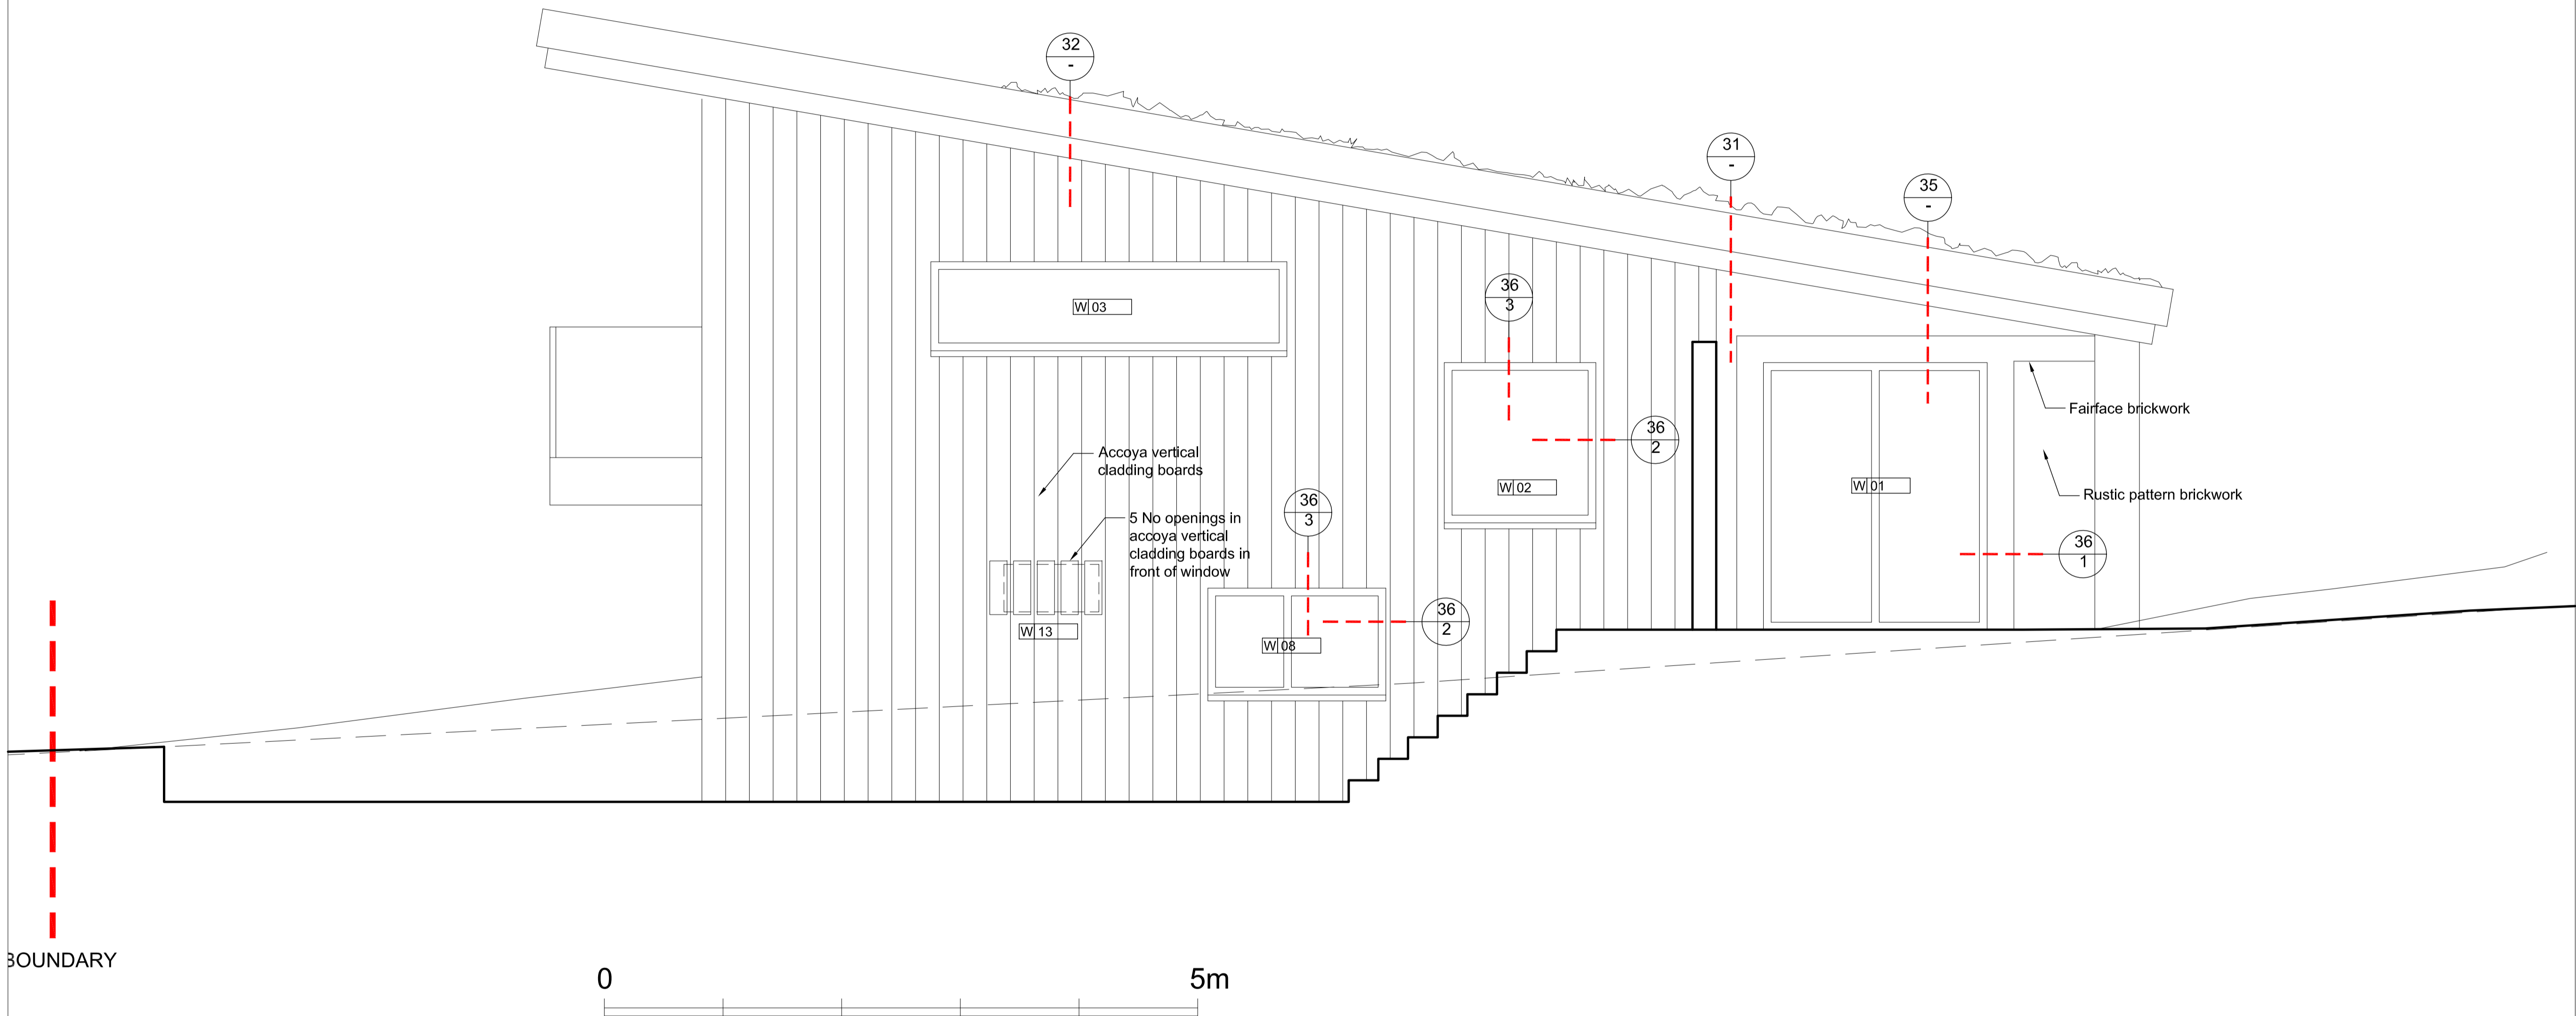 32
-
31
-
35
-
36
3
W 03
Fairface brickwork
36
2
Accoya vertical
cladding boards
W 02
W 01
Rustic pattern brickwork
36
3
5 No openings in
accoya vertical
cladding boards in
front of window
36
1
36
2
W 13
W 08
BOUNDARY
0
5m